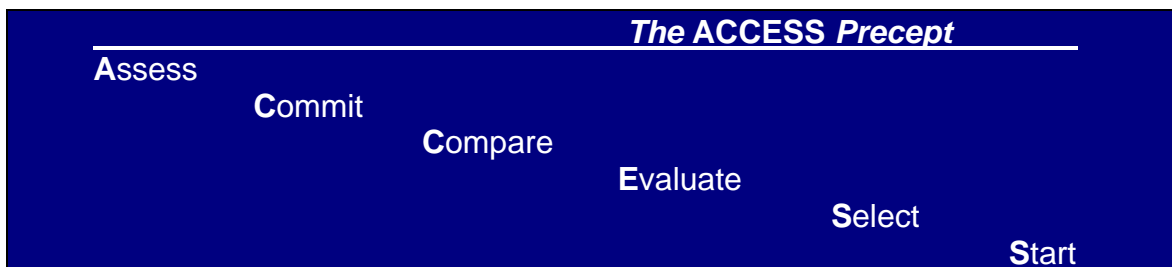 The ACCESS Precept
Assess
Commit
Compare
Evaluate
Select
Start